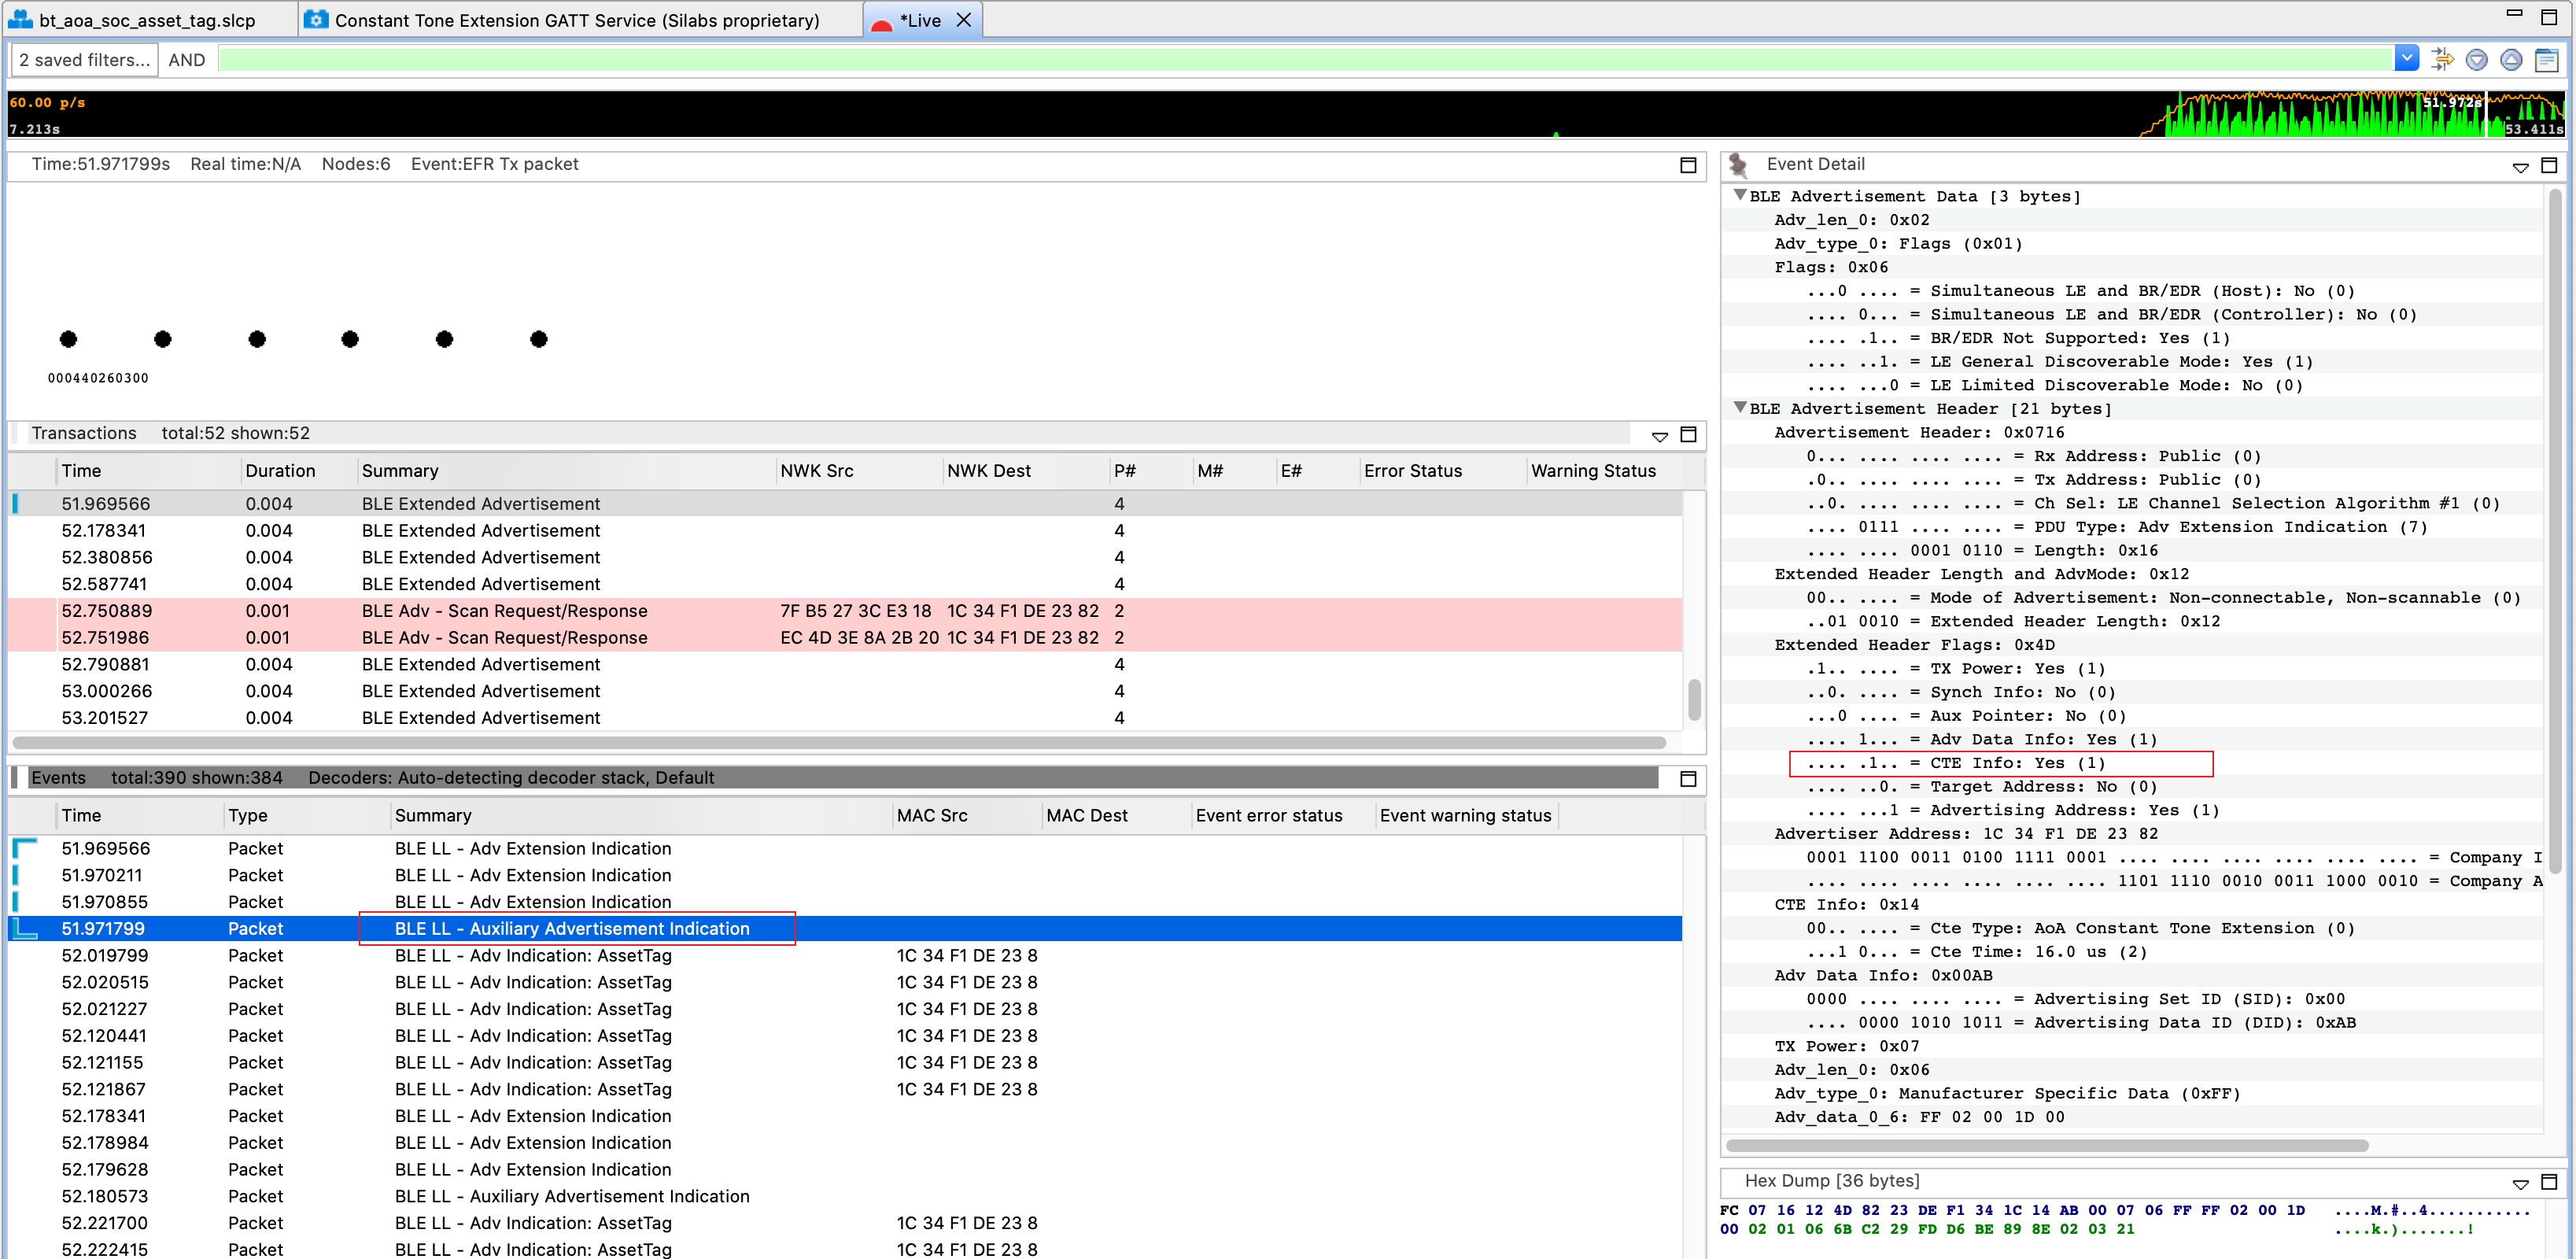 bt_aoa_soc_asset_tag.slcp Constant Tone Extension GATT Service (Silabs proprietary) *Live
2 saved filters... AND
60.00 p/s
51.972s
7.213s
53.411s
Time:51.971799s Real time:N/A Nodes:6 Event:EFR Tx packet
000440260300
Transactions total:52 shown:52
Time Duration Summary NWK Src NWK Dest P# M# E# Error Status Warning Status
51.969566 0.004 BLE Extended Advertisement 4
52.178341 0.004 BLE Extended Advertisement 4
52.380856 0.004 BLE Extended Advertisement 4
52.587741 0.004 BLE Extended Advertisement 4
52.750889 0.001 BLE Adv - Scan Request/Response 7F B5 27 3C E3 18 1C 34 F1 DE 23 82 2
52.751986 0.001 BLE Adv - Scan Request/Response EC 4D 3E 8A 2B 20 1C 34 F1 DE 23 82 2
52.790881 0.004 BLE Extended Advertisement 4
53.000266 0.004 BLE Extended Advertisement 4
53.201527 0.004 BLE Extended Advertisement 4
Events total:390 shown:384 Decoders: Auto-detecting decoder stack, Default
Time Type Summary MAC Src MAC Dest Event error status Event warning status
51.969566 Packet BLE LL - Adv Extension Indication
51.970211 Packet BLE LL - Adv Extension Indication
51.970855 Packet BLE LL - Adv Extension Indication
51.971799 Packet BLE LL - Auxiliary Advertisement Indication
52.019799 Packet BLE LL - Adv Indication: AssetTag 1C 34 F1 DE 23 8
52.020515 Packet BLE LL - Adv Indication: AssetTag 1C 34 F1 DE 23 8
52.021227 Packet BLE LL - Adv Indication: AssetTag 1C 34 F1 DE 23 8
52.120441 Packet BLE LL - Adv Indication: AssetTag 1C 34 F1 DE 23 8
52.121155 Packet BLE LL - Adv Indication: AssetTag 1C 34 F1 DE 23 8
52.121867 Packet BLE LL - Adv Indication: AssetTag 1C 34 F1 DE 23 8
52.178341 Packet BLE LL - Adv Extension Indication
52.178984 Packet BLE LL - Adv Extension Indication
52.179628 Packet BLE LL - Adv Extension Indication
52.180573 Packet BLE LL - Auxiliary Advertisement Indication
52.221700 Packet BLE LL - Adv Indication: AssetTag 1C 34 F1 DE 23 8
52.222415 Packet BLE LL - Adv Indication: AssetTag 1C 34 F1 DE 23 8
Event Detail
BLE Advertisement Data [3 bytes]
Adv_len_0: 0x02
Adv_type_0: Flags (0x01)
Flags: 0x06
...0 .... = Simultaneous LE and BR/EDR (Host): No (0)
.... 0... = Simultaneous LE and BR/EDR (Controller): No (0)
.... .1.. = BR/EDR Not Supported: Yes (1)
.... ..1. = LE General Discoverable Mode: Yes (1)
.... ...0 = LE Limited Discoverable Mode: No (0)
BLE Advertisement Header [21 bytes]
Advertisement Header: 0x0716
0... .... .... .... = Rx Address: Public (0)
.0.. .... .... .... = Tx Address: Public (0)
..0. .... .... .... = Ch Sel: LE Channel Selection Algorithm #1 (0)
.... 0111 .... .... = PDU Type: Adv Extension Indication (7)
.... .... 0001 0110 = Length: 0x16
Extended Header Length and AdvMode: 0x12
00.. .... = Mode of Advertisement: Non-connectable, Non-scannable (0)
..01 0010 = Extended Header Length: 0x12
Extended Header Flags: 0x4D
.1.. .... = TX Power: Yes (1)
..0. .... = Synch Info: No (0)
...0 .... = Aux Pointer: No (0)
.... 1... = Adv Data Info: Yes (1)
.... .1.. = CTE Info: Yes (1)
.... ..0. = Target Address: No (0)
.... ...1 = Advertising Address: Yes (1)
Advertiser Address: 1C 34 F1 DE 23 82
0001 1100 0011 0100 1111 0001 .... .... .... .... .... .... = Company I
.... .... .... .... .... .... 1101 1110 0010 0011 1000 0010 = Company A
CTE Info: 0x14
00.. .... = Cte Type: AoA Constant Tone Extension (0)
...1 0... = Cte Time: 16.0 us (2)
Adv Data Info: 0x00AB
0000 .... .... .... = Advertising Set ID (SID): 0x00
.... 0000 1010 1011 = Advertising Data ID (DID): 0xAB
TX Power: 0x07
Adv_len_0: 0x06
Adv_type_0: Manufacturer Specific Data (0xFF)
Adv_data_0_6: FF 02 00 1D 00
Hex Dump [36 bytes]
FC 07 16 12 4D 82 23 DE F1 34 1C 14 AB 00 07 06 FF FF 02 00 1D ....M.#..4...........
00 02 01 06 6B C2 29 FD D6 BE 89 8E 02 03 21 ....k.).......!